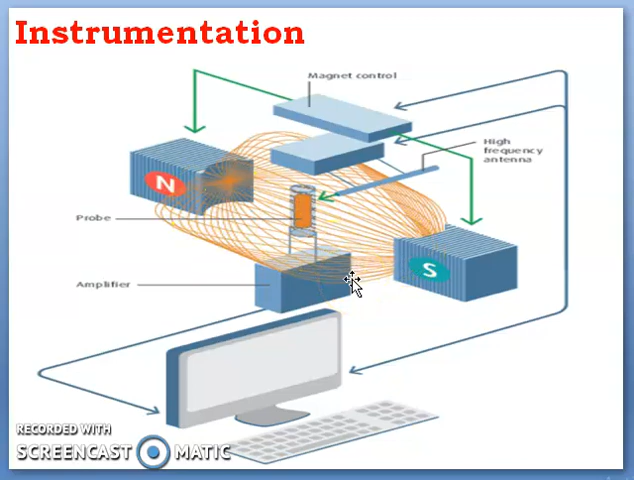 Instrumentation
Magnet control
High
frequency
antenna
N
Probe
S
Amplifier
RECORDED WITH
SCREENCAST MATIC